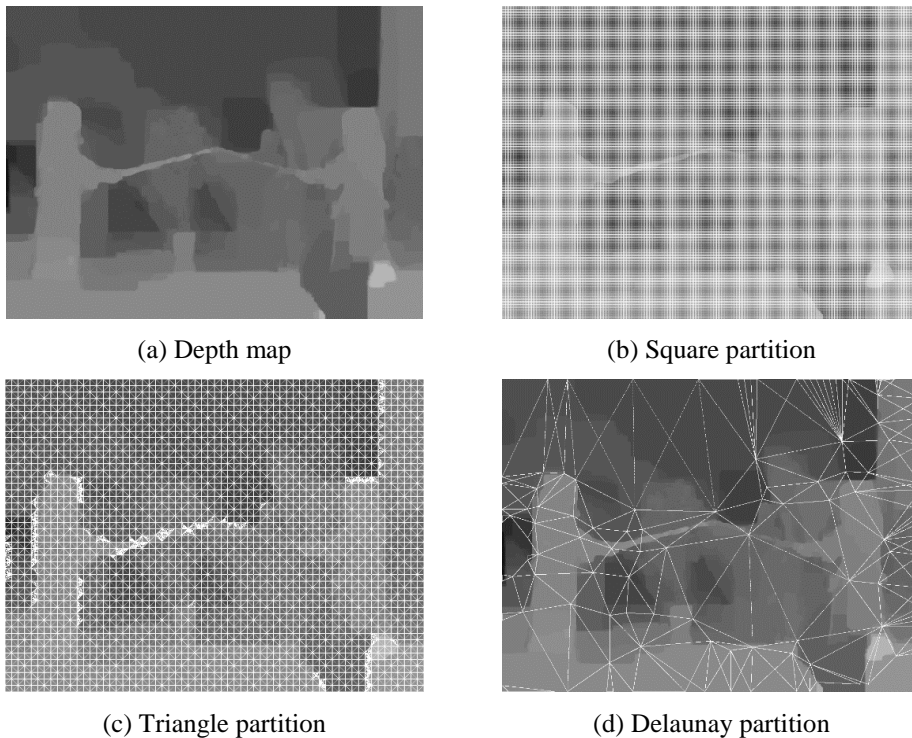 (a) Depth map
(b) Square partition
(c) Triangle partition
(d) Delaunay partition